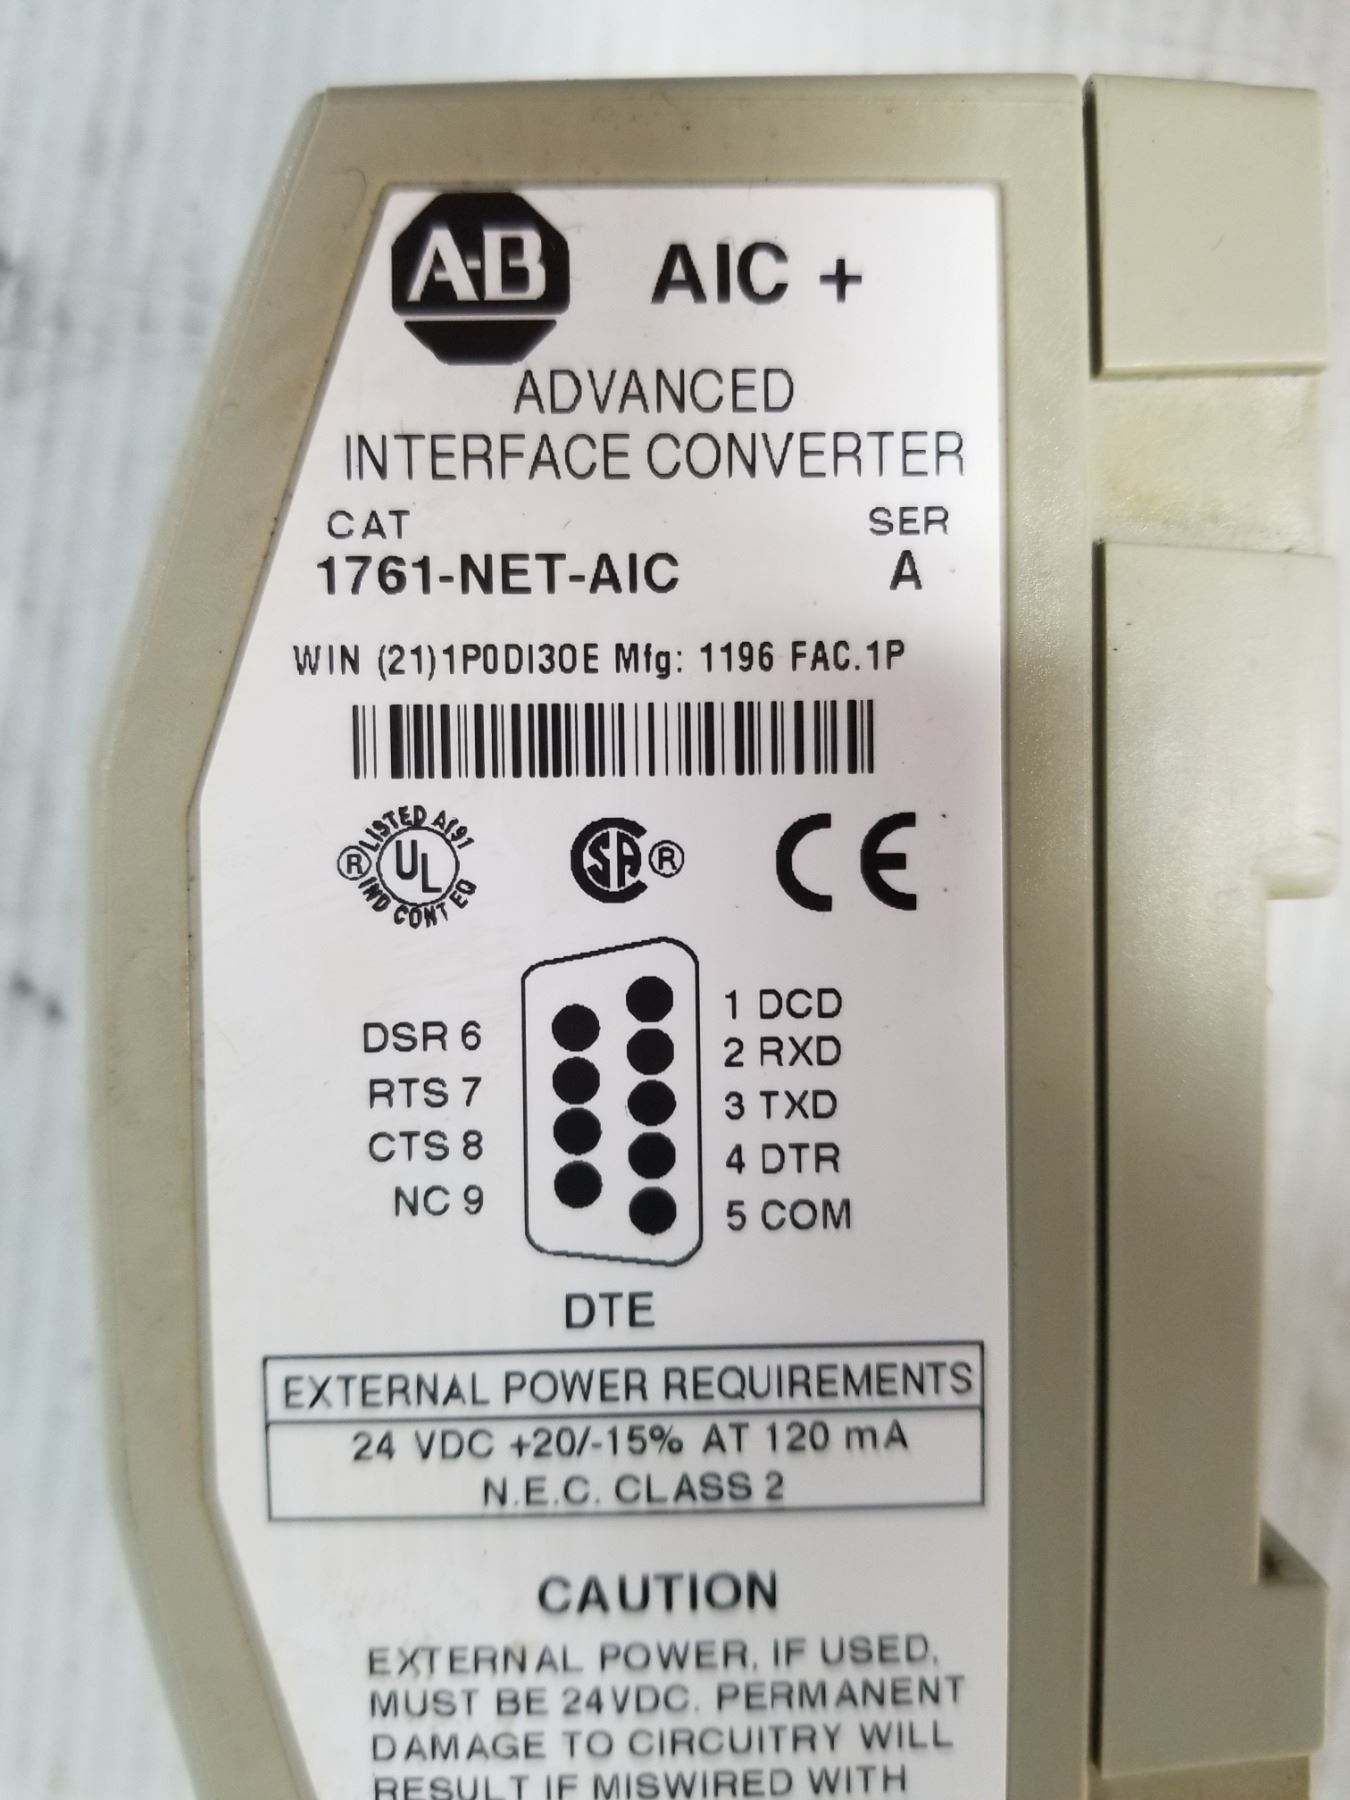 A-B AIC +
ADVANCED
INTERFACE CONVERTER
CAT SER
1761-NET-AIC A
WIN (21)1P0DI3OE Mfg: 1196 FAC.1P
LISTED A191
UL ®
IND CONT EQ
SA ®
CE
1 DCD
DSR 6
2 RXD
RTS 7
3 TXD
CTS 8
4 DTR
NC 9
5 COM
DTE
EXTERNAL POWER REQUIREMENTS
24 VDC +20/-15% AT 120 mA
N.E.C. CLASS 2
CAUTION
EXTERNAL POWER, IF USED,
MUST BE 24VDC. PERMANENT
DAMAGE TO CIRCUITRY WILL
RESULT IF MISWIRED WITH